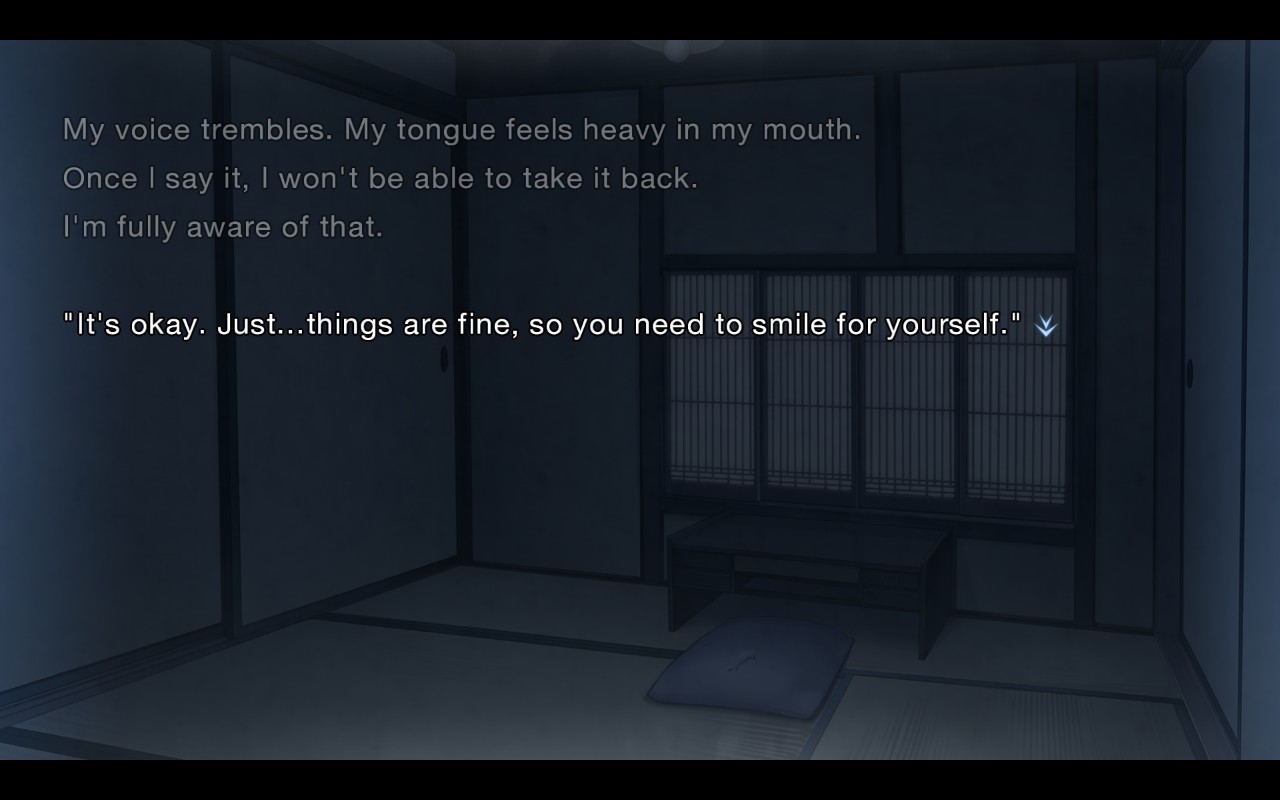 My voice trembles. My tongue feels heavy in my mouth.
Once I say it, I won't be able to take it back.
I'm fully aware of that.
"It's okay. Just...things are fine, so you need to smile for yourself."